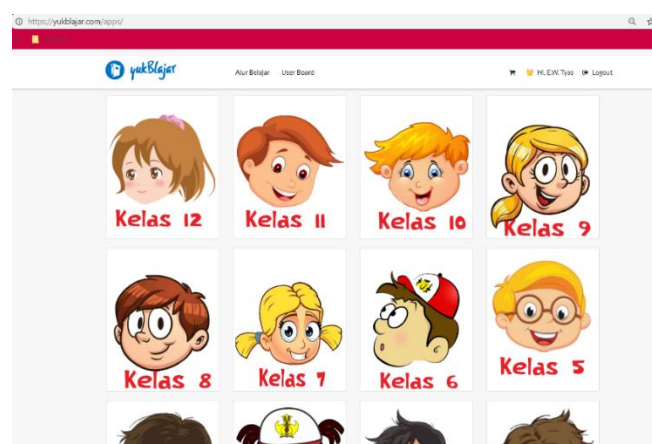 https://yukblajar.com/apps/
yukBlajar
Alur Belajar User Board
Hi, E.W. Tyas Logout
Kelas 12
Kelas 11
Kelas 10
Kelas 9
Kelas 8
Kelas 7
Kelas 6
Kelas 5